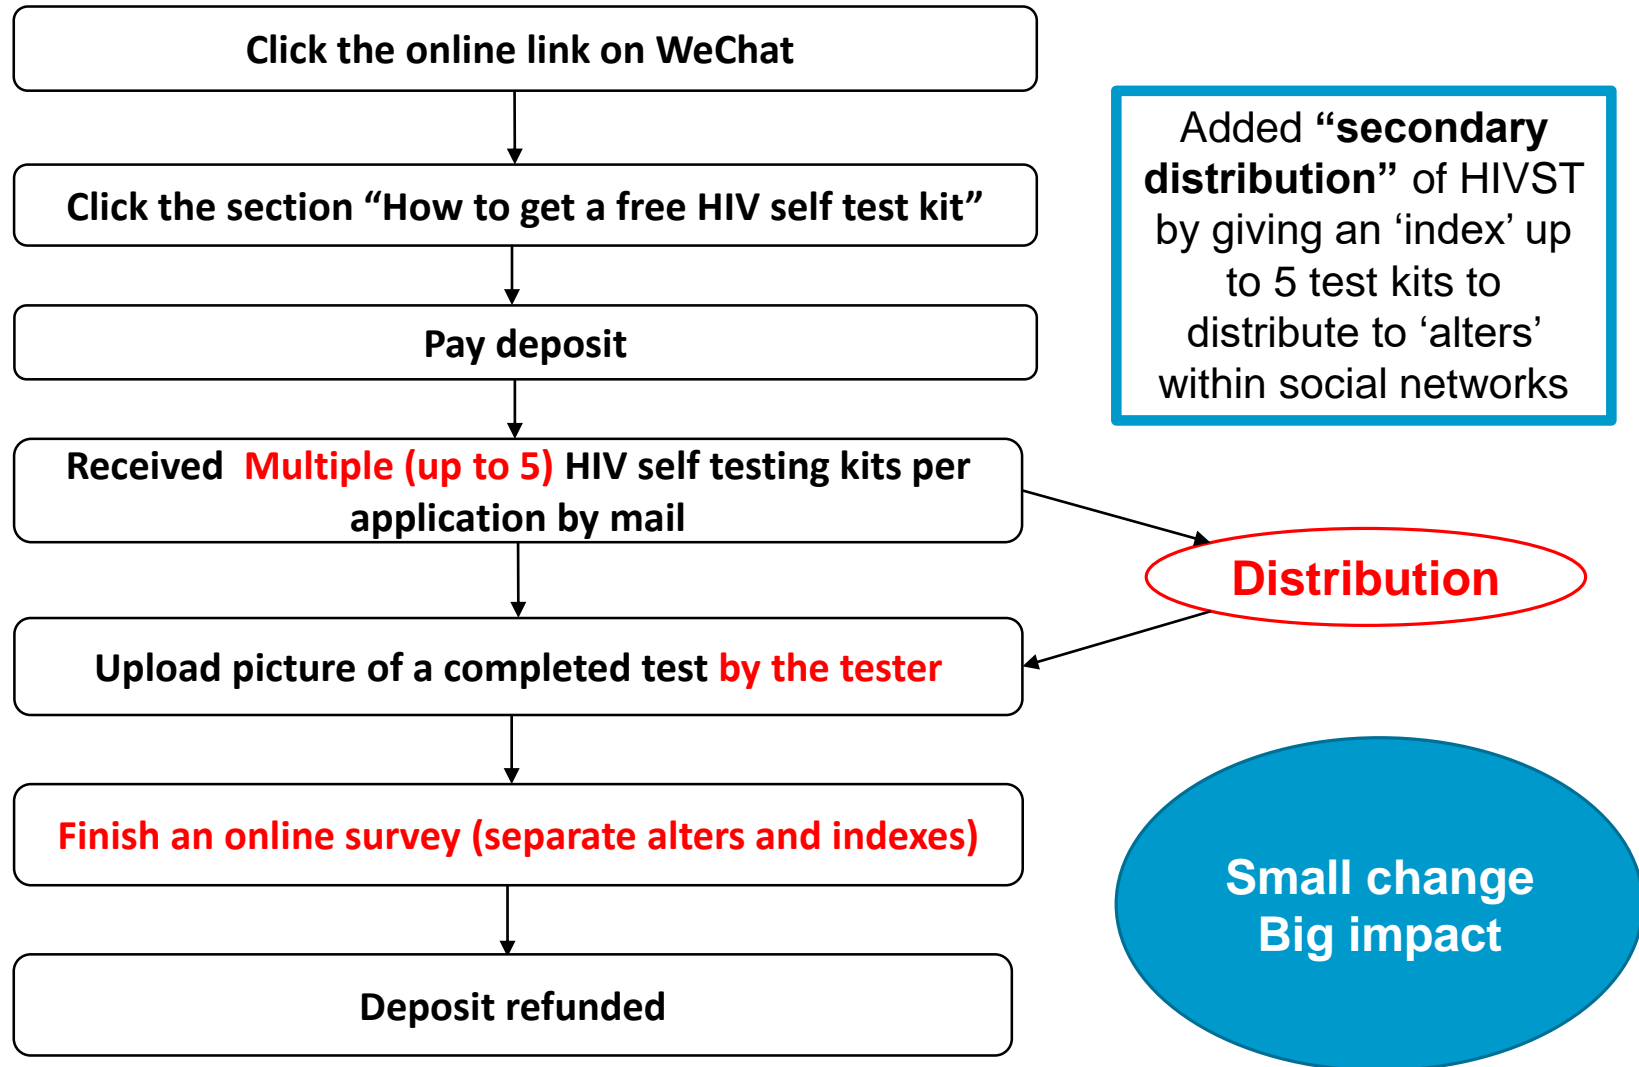 Click the online link on WeChat
Click the section “How to get a free HIV self test kit”
Pay deposit
Received Multiple (up to 5) HIV self testing kits per
application by mail
Upload picture of a completed test by the tester
Finish an online survey (separate alters and indexes)
Deposit refunded
Added “secondary
distribution” of HIVST
by giving an ‘index’ up
to 5 test kits to
distribute to ‘alters’
within social networks
Distribution
Small change
Big impact